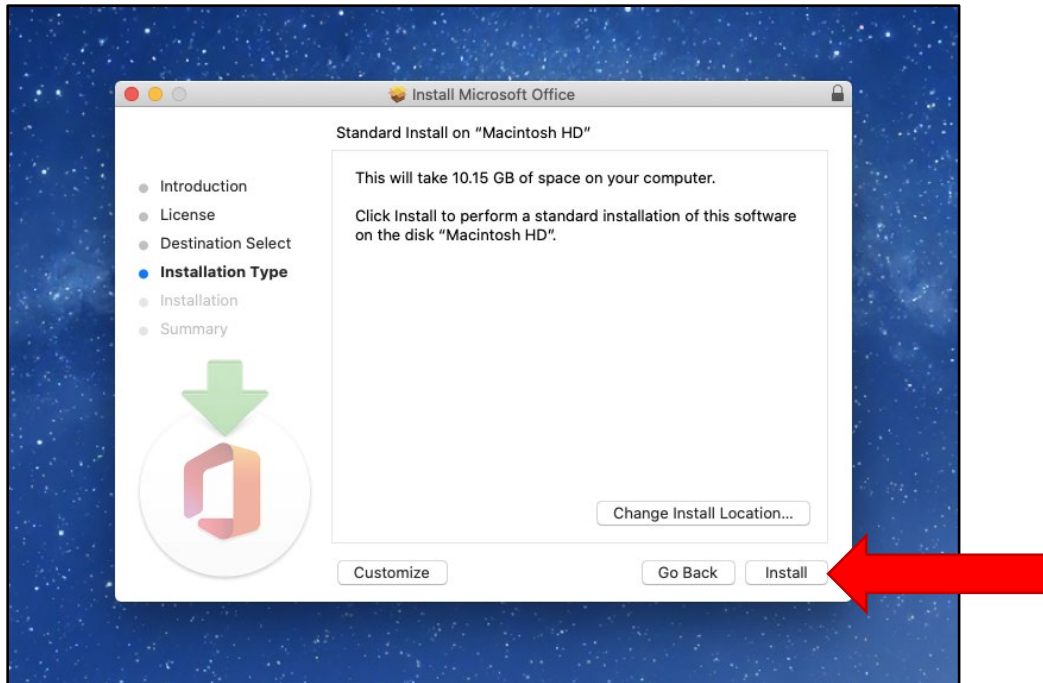 Install Microsoft Office
Standard Install on "Macintosh HD"
Introduction
License
Destination Select
Installation Type
Installation
Summary
This will take 10.15 GB of space on your computer.
Click Install to perform a standard installation of this software
on the disk "Macintosh HD".
Change Install Location...
Customize
Go Back
Install